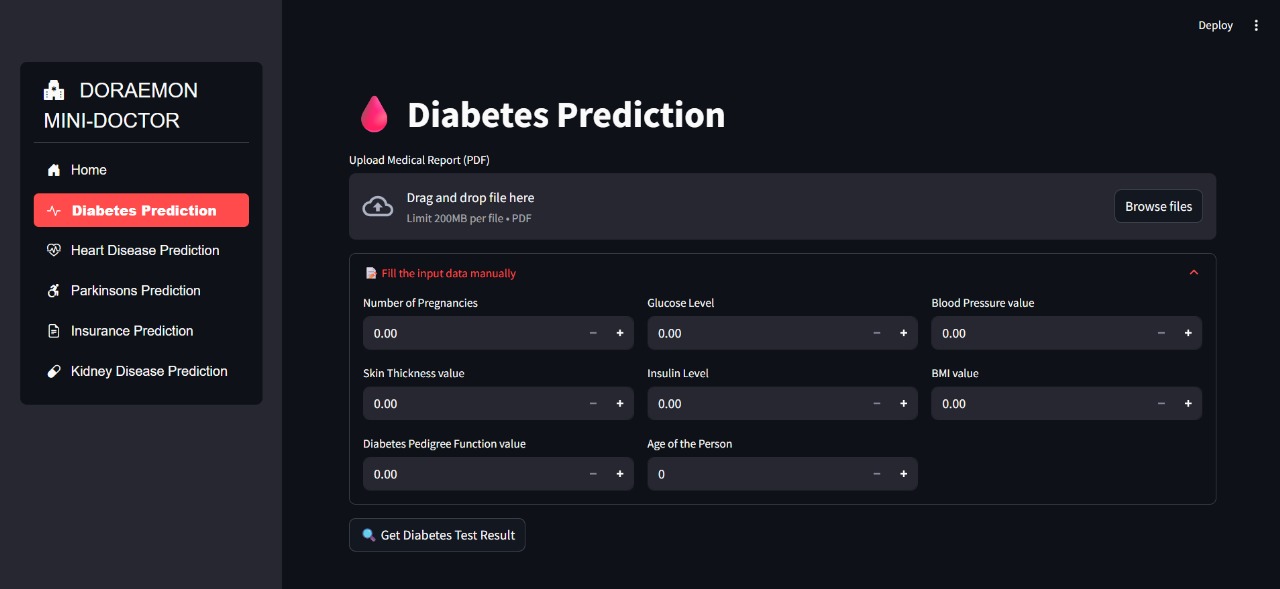 Deploy
DORAEMON
MINI-DOCTOR
Home
Diabetes Prediction
Heart Disease Prediction
Parkinsons Prediction
Insurance Prediction
Kidney Disease Prediction
Diabetes Prediction
Upload Medical Report (PDF)
Drag and drop file here
Limit 200MB per file • PDF
Browse files
Fill the input data manually
Number of Pregnancies
Glucose Level
Blood Pressure value
0.00 − +
0.00 − +
0.00 − +
Skin Thickness value
Insulin Level
BMI value
0.00 − +
0.00 − +
0.00 − +
Diabetes Pedigree Function value
Age of the Person
0.00 − +
0 − +
Get Diabetes Test Result